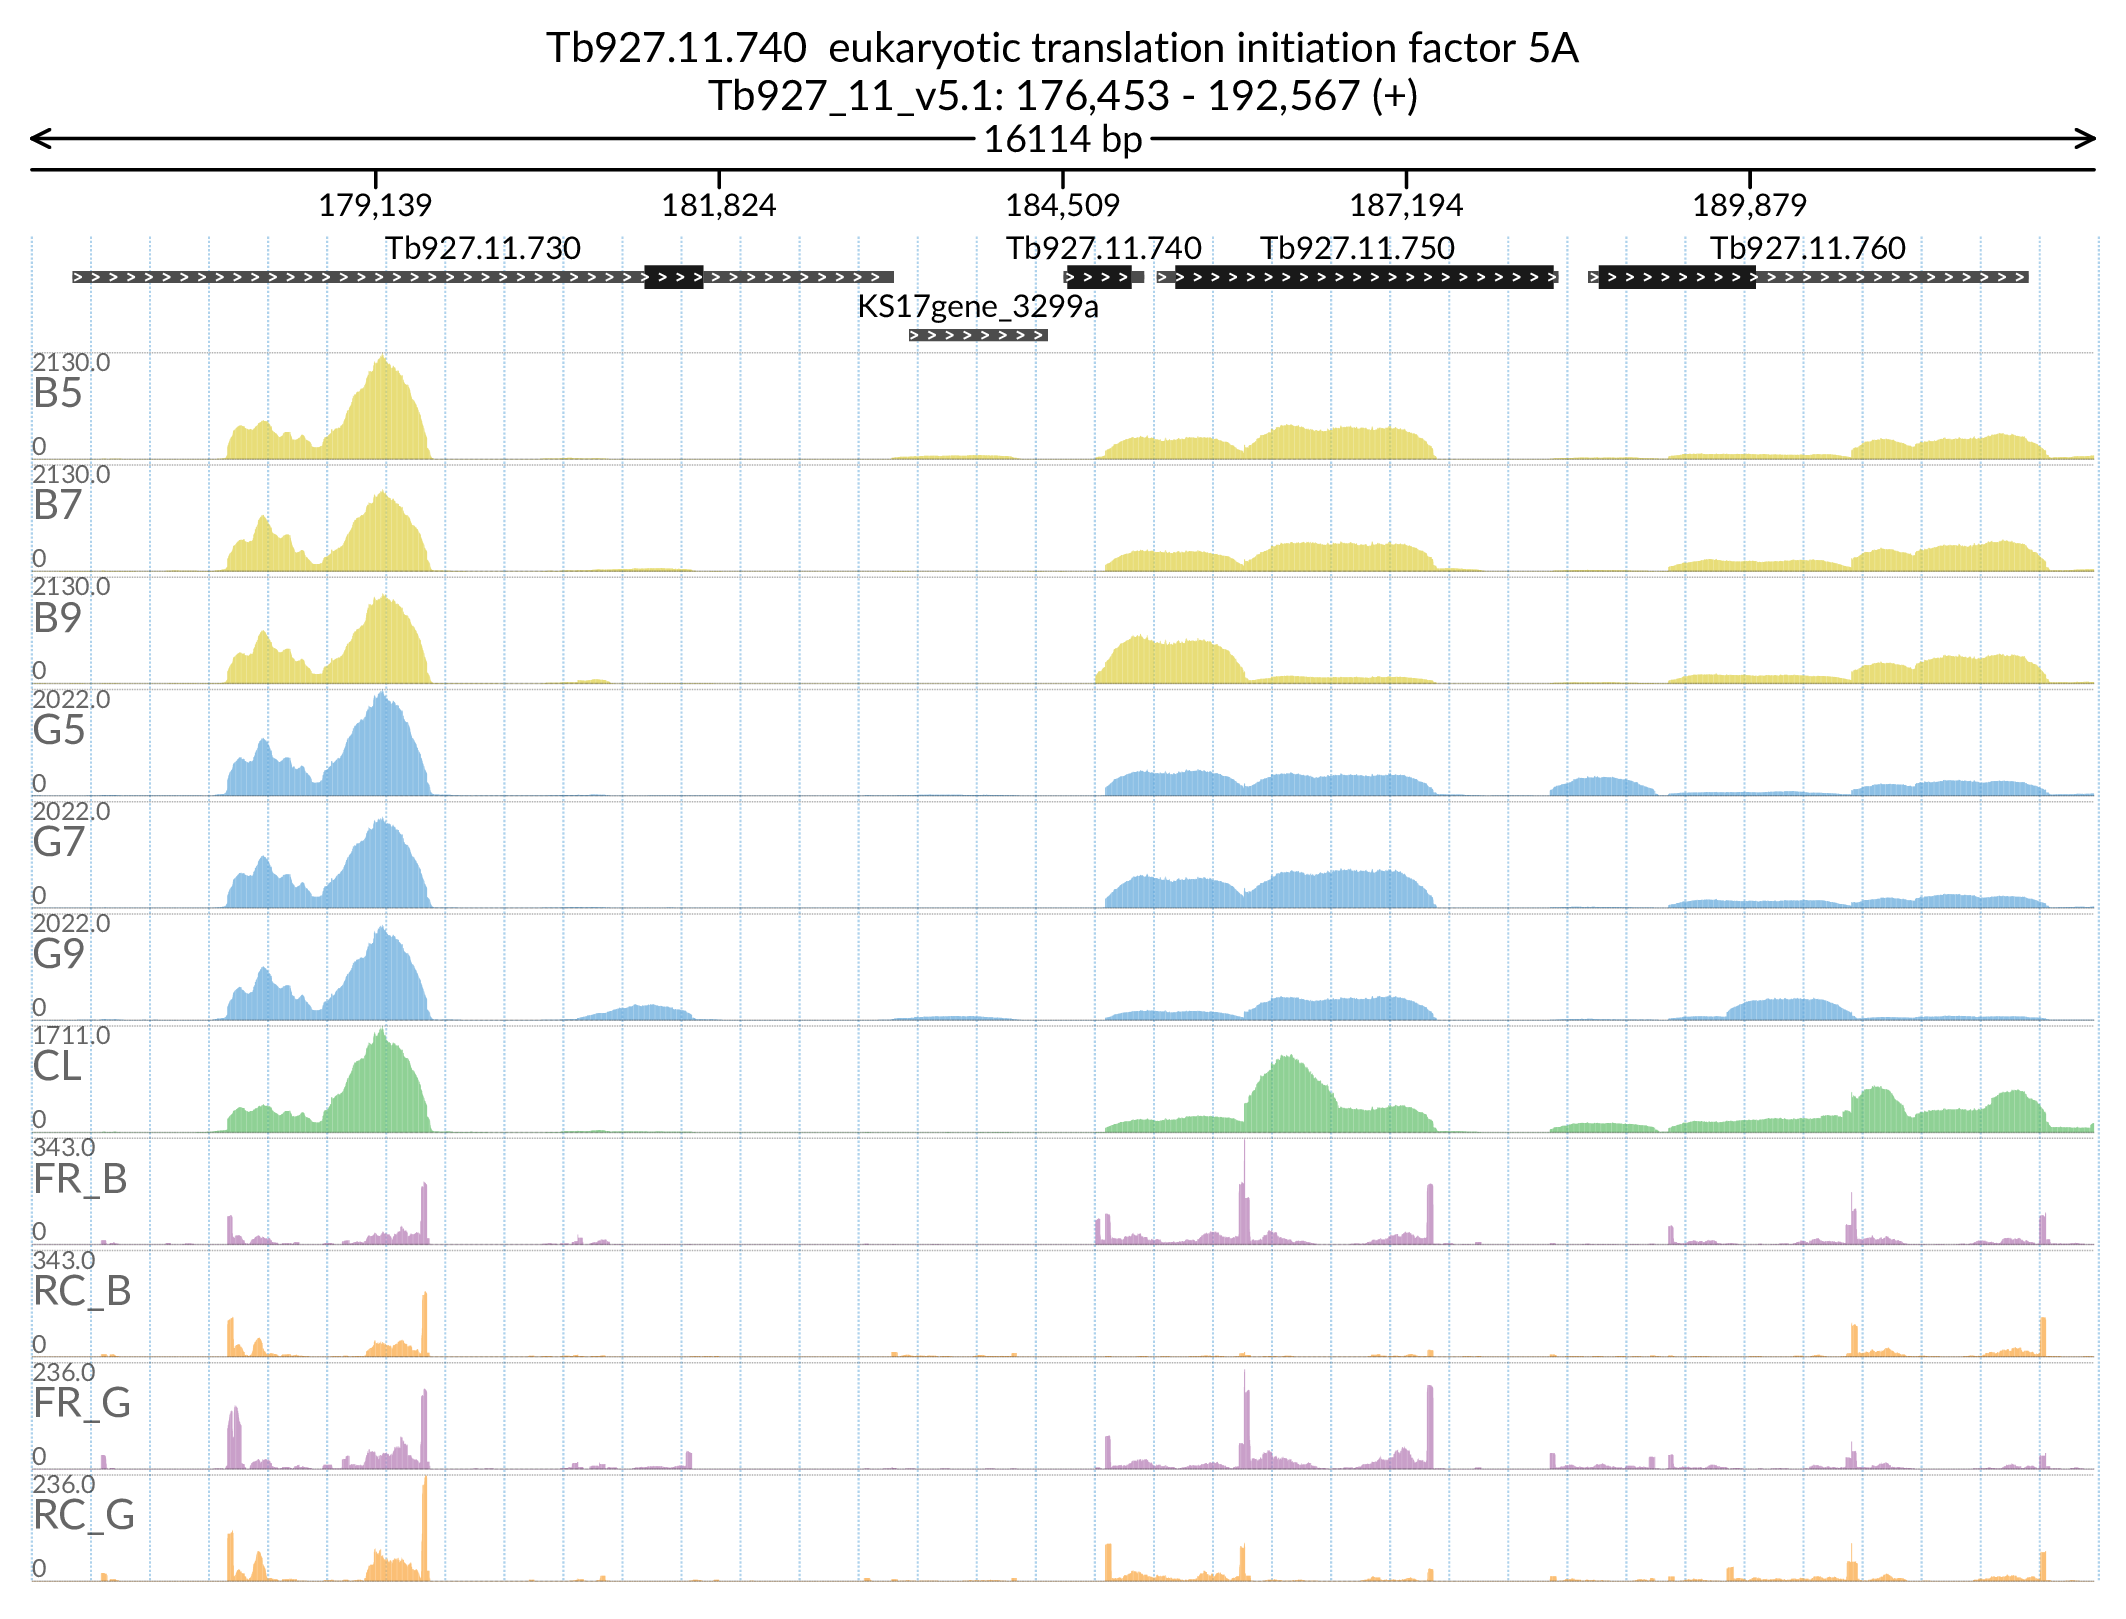 Tb927.11.740  eukaryotic translation initiation factor 5A
Tb927_11_v5.1: 176,453 - 192,567 (+)
16114 bp
179,139 181,824 184,509 187,194 189,879
Tb927.11.730 Tb927.11.740 Tb927.11.750 Tb927.11.760
KS17gene_3299a
2130.0
B5
0
2130.0
B7
0
2130.0
B9
0
2022.0
G5
0
2022.0
G7
0
2022.0
G9
0
1711.0
CL
0
343.0
FR_B
0
343.0
RC_B
0
236.0
FR_G
0
236.0
RC_G
0